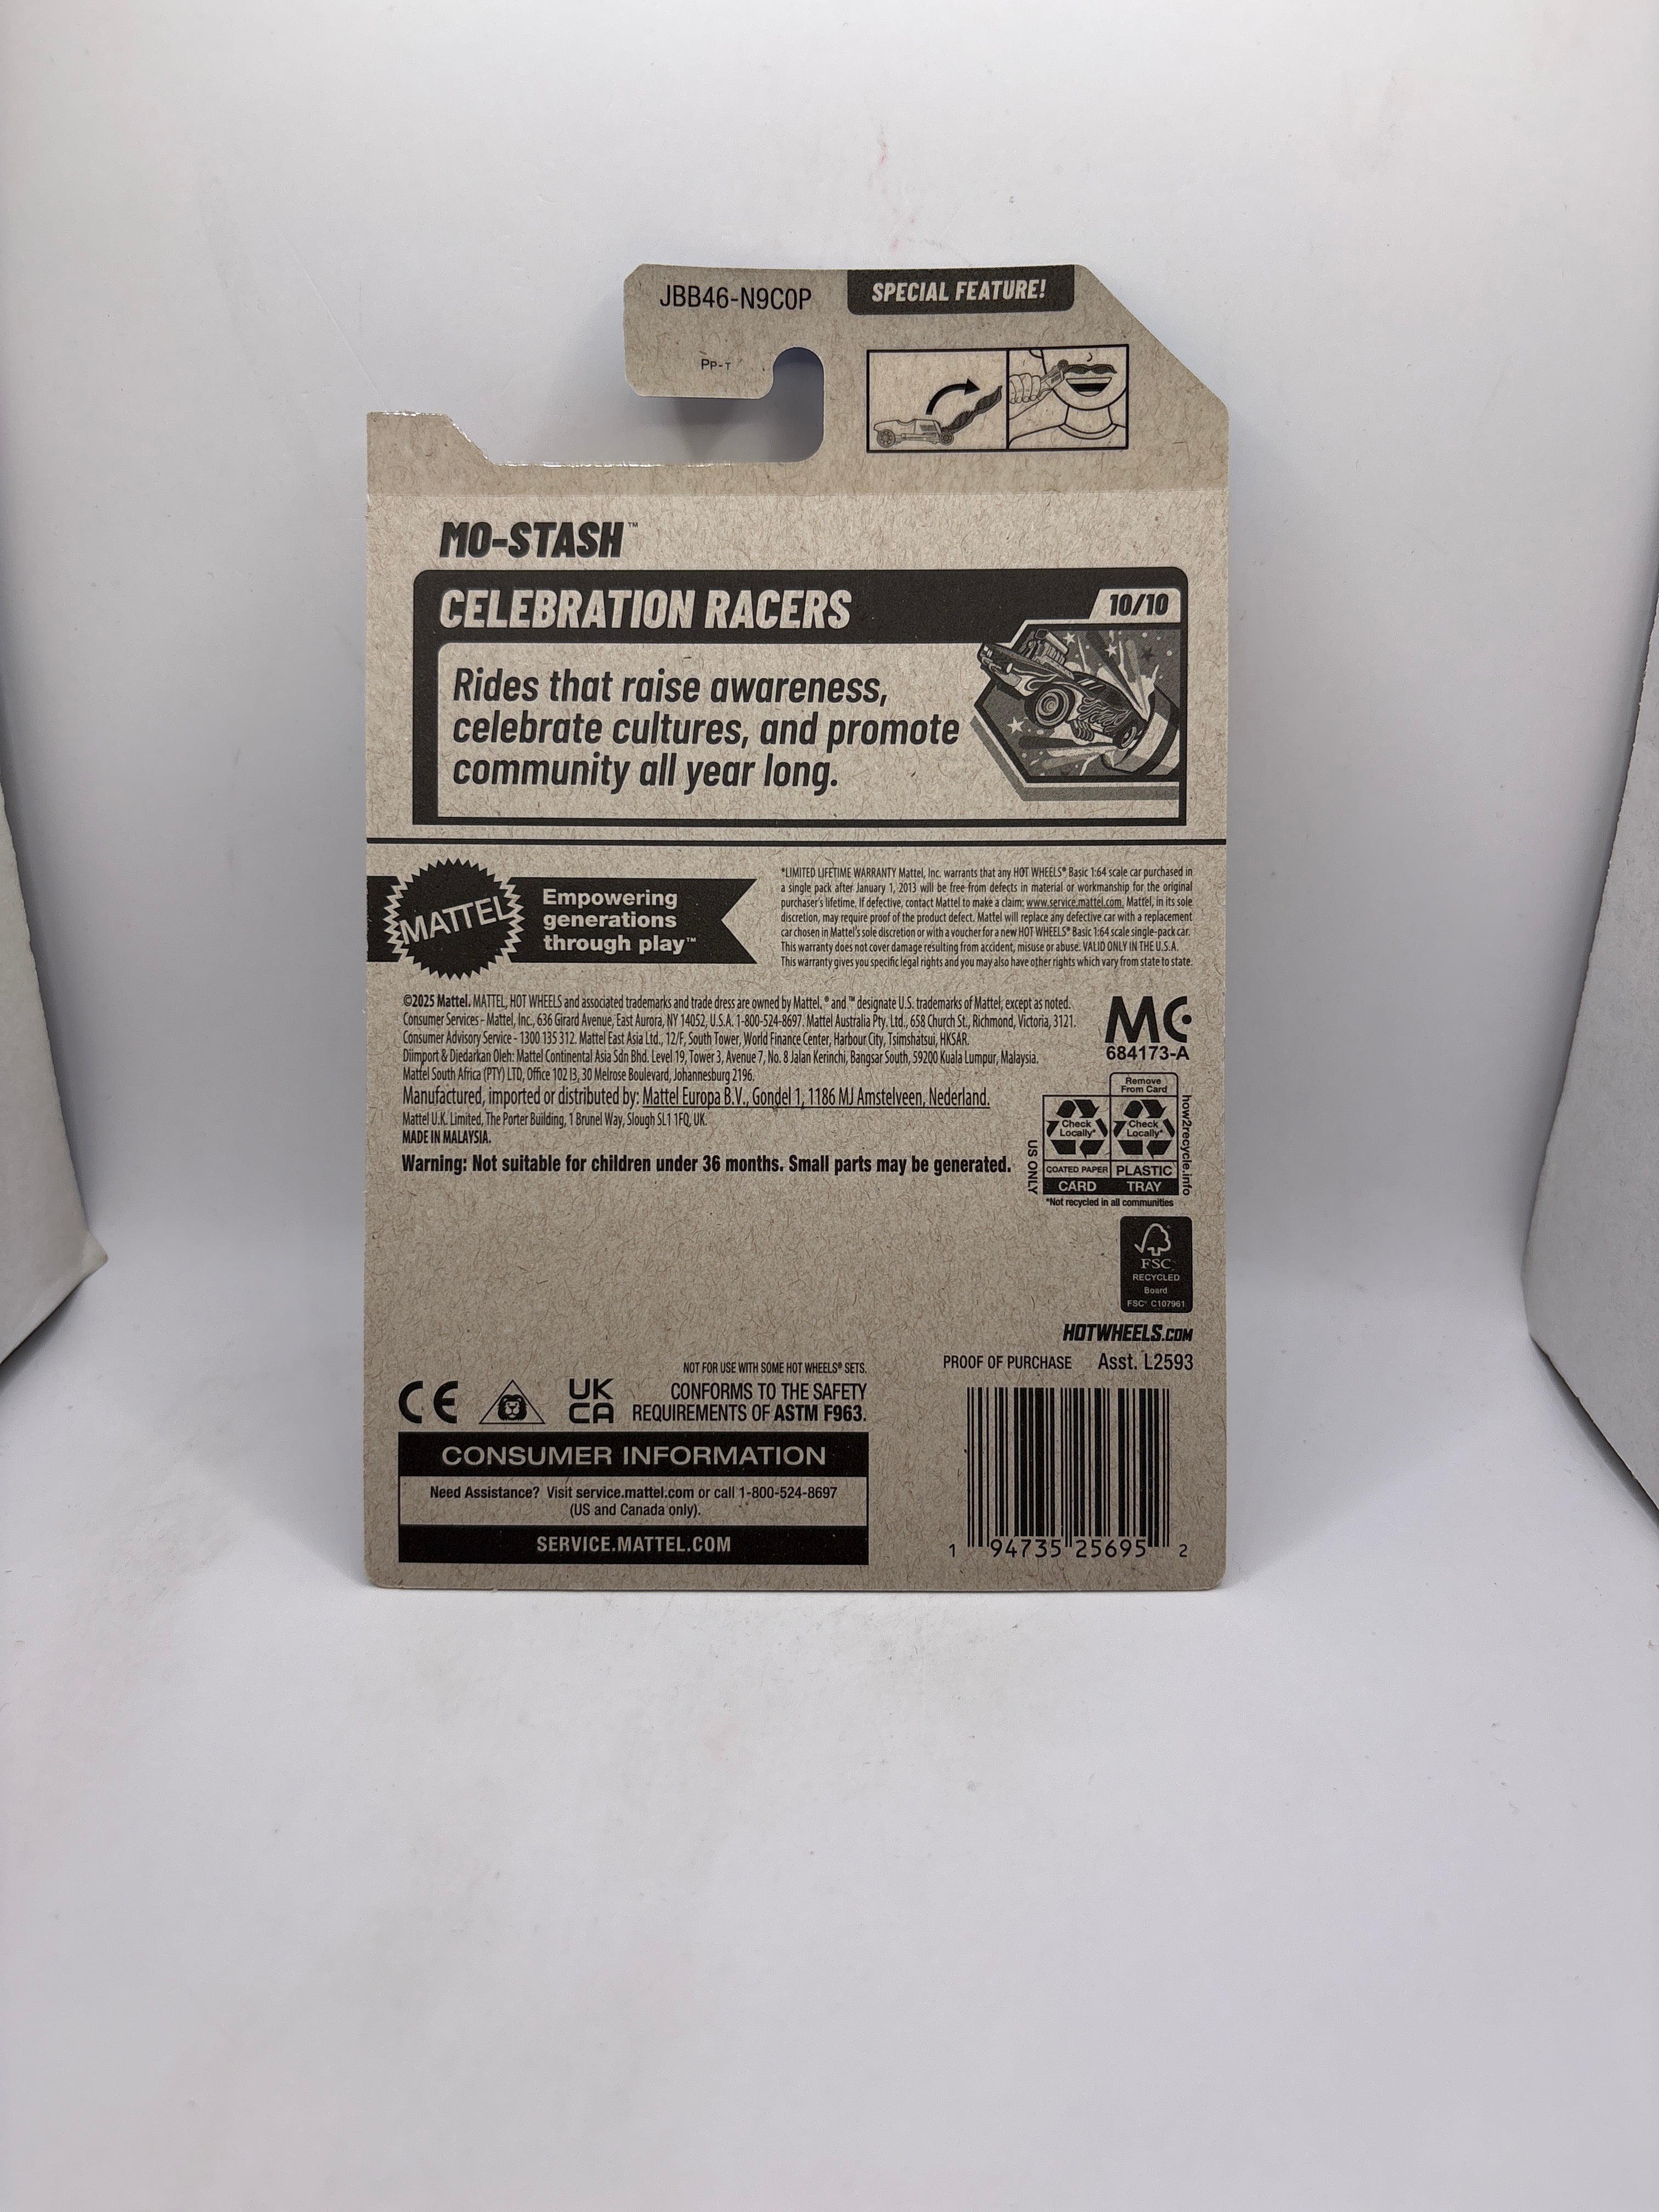 JBB46-N9C0P
SPECIAL FEATURE!
PP-T
MO-STASH™
CELEBRATION RACERS
10/10
Rides that raise awareness,
celebrate cultures, and promote
community all year long.
MATTEL
Empowering
generations
through play™
*LIMITED LIFETIME WARRANTY Mattel, Inc. warrants that any HOT WHEELS® Basic 1:64 scale car purchased in
a single pack after January 1, 2013 will be free from defects in material or workmanship for the original
purchaser's lifetime. If defective, contact Mattel to make a claim: www.service.mattel.com. Mattel, in its sole
discretion, may require proof of the product defect. Mattel will replace any defective car with a replacement
car chosen in Mattel's sole discretion or with a voucher for a new HOT WHEELS® Basic 1:64 scale single-pack car.
This warranty does not cover damage resulting from accident, misuse or abuse. VALID ONLY IN THE U.S.A.
This warranty gives you specific legal rights and you may also have other rights which vary from state to state.
©2025 Mattel. MATTEL, HOT WHEELS and associated trademarks and trade dress are owned by Mattel. ® and ™ designate U.S. trademarks of Mattel, except as noted.
Consumer Services - Mattel, Inc., 636 Girard Avenue, East Aurora, NY 14052, U.S.A. 1-800-524-8697. Mattel Australia Pty. Ltd., 658 Church St., Richmond, Victoria, 3121.
Consumer Advisory Service - 1300 135 312. Mattel East Asia Ltd., 12/F, South Tower, World Finance Center, Harbour City, Tsimshatsui, HKSAR.
Diimport & Diedarkan Oleh: Mattel Continental Asia Sdn Bhd. Level 19, Tower 3, Avenue 7, No. 8 Jalan Kerinchi, Bangsar South, 59200 Kuala Lumpur, Malaysia.
Mattel South Africa (PTY) LTD, Office 102 I3, 30 Melrose Boulevard, Johannesburg 2196.
Manufactured, imported or distributed by: Mattel Europa B.V., Gondel 1, 1186 MJ Amstelveen, Nederland.
Mattel U.K. Limited, The Porter Building, 1 Brunel Way, Slough SL1 1FQ, UK.
MADE IN MALAYSIA.
Warning: Not suitable for children under 36 months. Small parts may be generated.
MC
684173-A
Remove
From Card
Check
Locally*
Check
Locally*
COATED PAPER
PLASTIC
CARD
TRAY
US ONLY
how2recycle.info
*Not recycled in all communities
FSC
RECYCLED
Board
FSC® C107961
HOTWHEELS.COM
PROOF OF PURCHASE
Asst. L2593
NOT FOR USE WITH SOME HOT WHEELS® SETS.
CE
UK
CA
CONFORMS TO THE SAFETY
REQUIREMENTS OF ASTM F963.
CONSUMER INFORMATION
Need Assistance? Visit service.mattel.com or call 1-800-524-8697
(US and Canada only).
SERVICE.MATTEL.COM
1 94735 25695 2